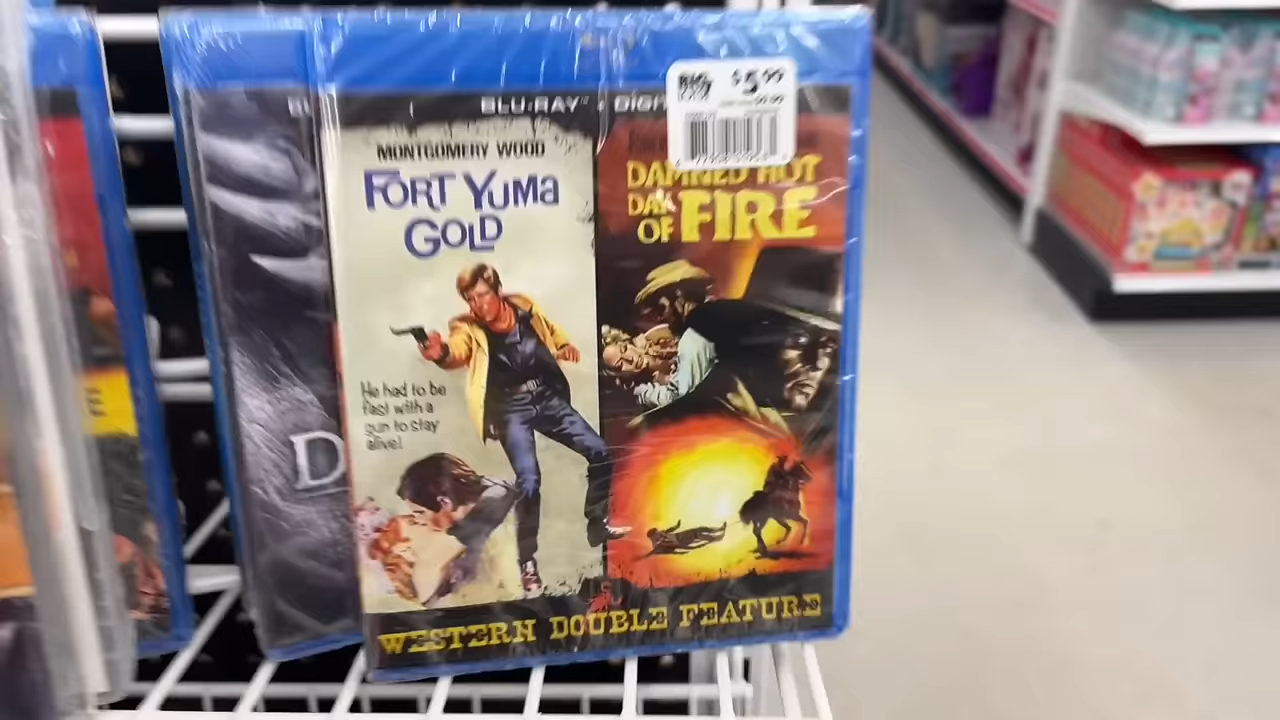 BLU-RAY
DIGI
$5.99
MONTGOMERY WOOD
FORT YUMA
GOLD
DAMNED HOT
DAY
OF FIRE
He had to be
fast with a
gun to stay
alive!
D
WESTERN DOUBLE FEATURE